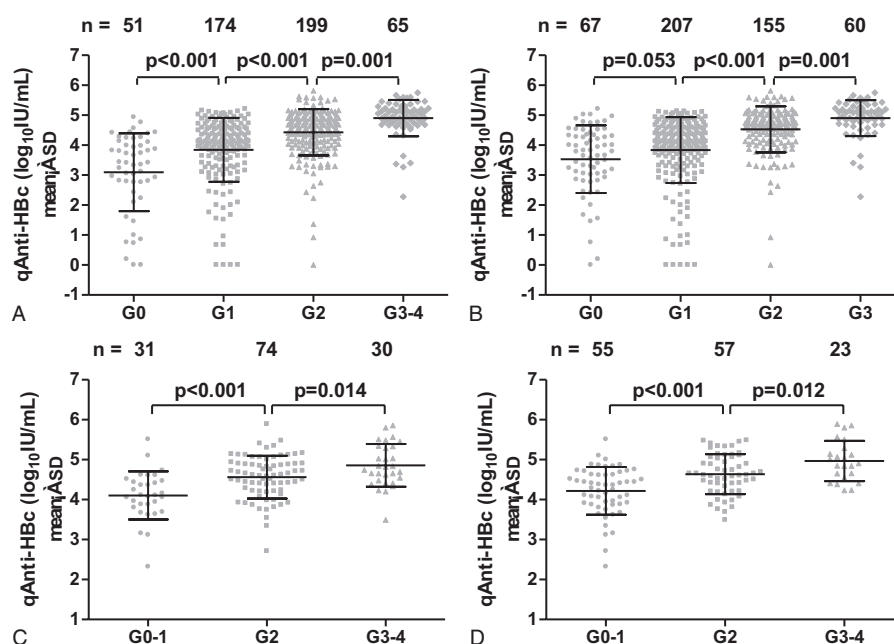 n = 51 174 199 65
p<0.001 p<0.001 p=0.001
7
6
5
4
3
2
1
0
-1
qAnti-HBc (log10IU/mL)
mean¡ÀSD
G0 G1 G2 G3-4
A
n = 67 207 155 60
p=0.053 p<0.001 p=0.001
7
6
5
4
3
2
1
0
-1
qAnti-HBc (log10IU/mL)
mean¡ÀSD
G0 G1 G2 G3
B
n = 31 74 30
p<0.001 p=0.014
7
6
5
4
3
2
1
qAnti-HBc (log10IU/mL)
mean¡ÀSD
G0-1 G2 G3-4
C
n = 55 57 23
p<0.001 p=0.012
7
6
5
4
3
2
1
qAnti-HBc (log10IU/mL)
mean¡ÀSD
G0-1 G2 G3-4
D